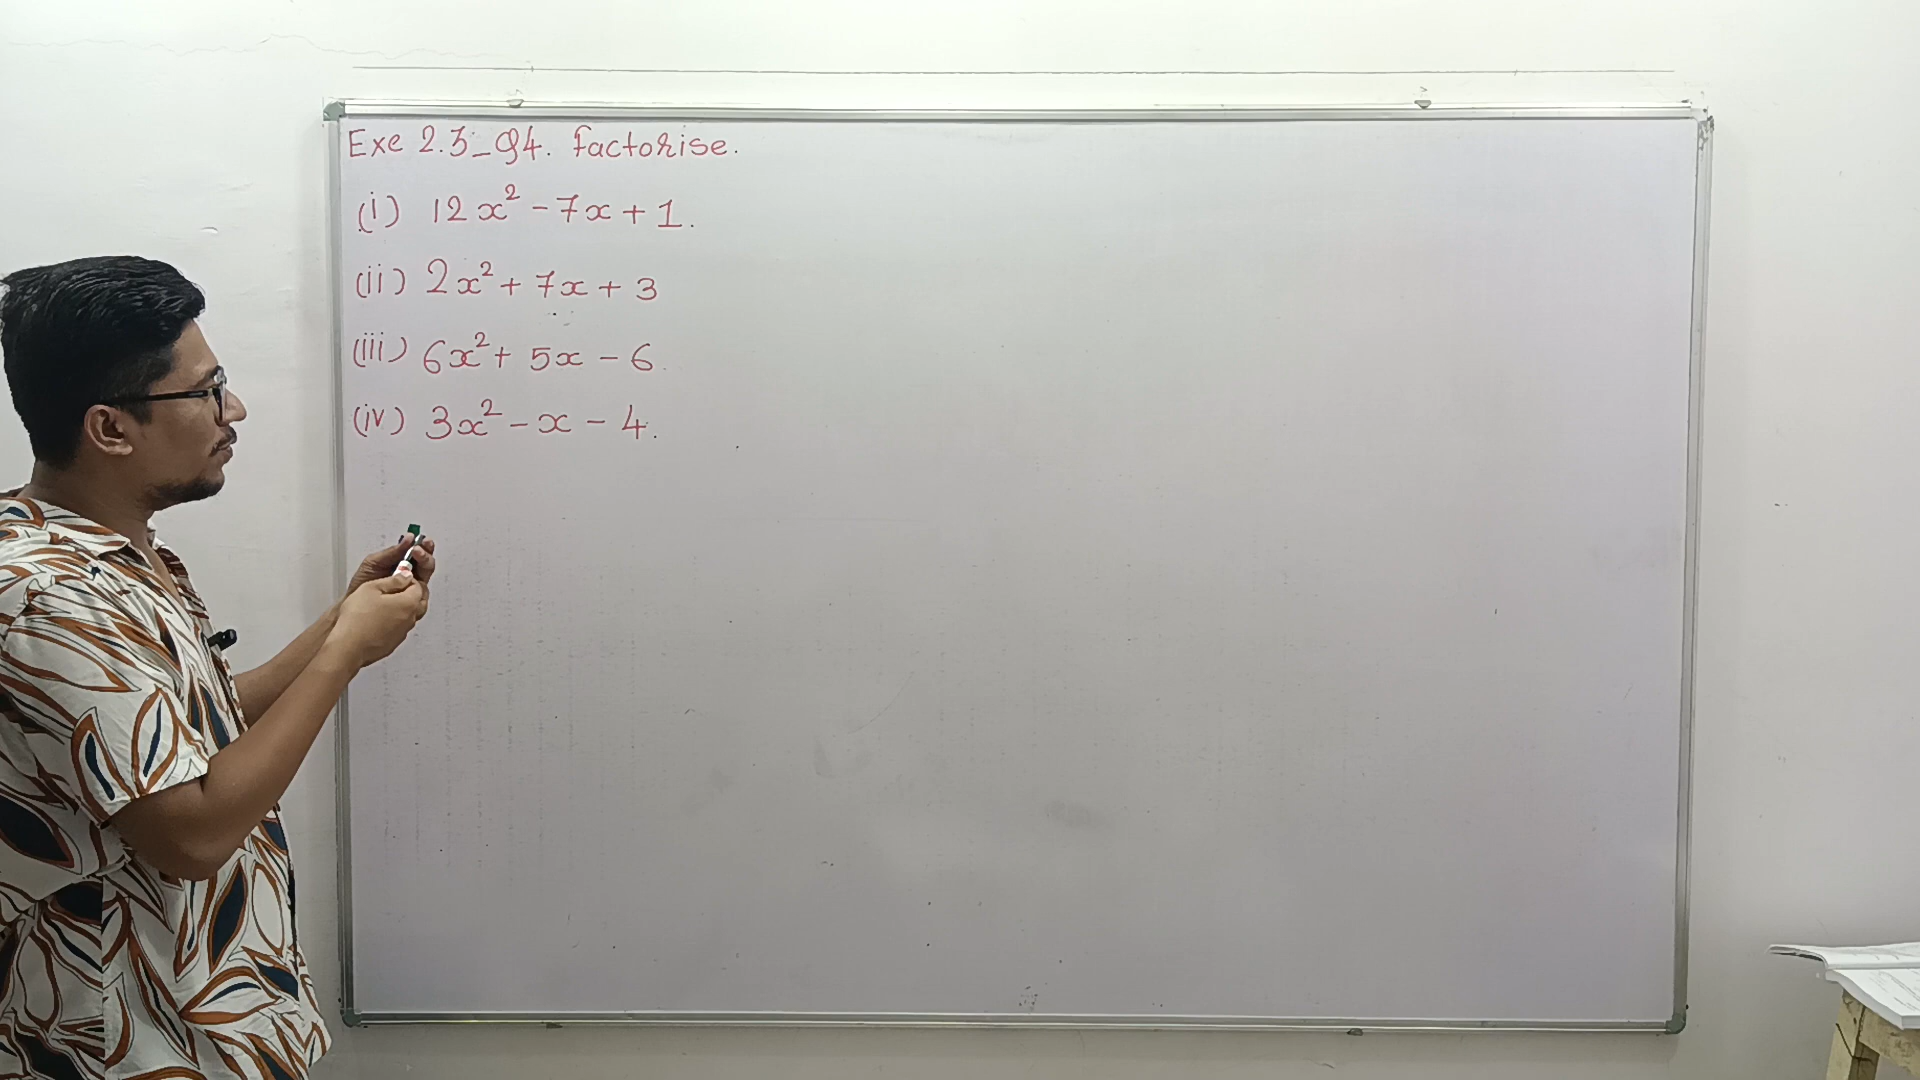 Exe 2.3_Q4. factorise.
(i) 12x² - 7x + 1.
(ii) 2x² + 7x + 3
(iii) 6x² + 5x - 6.
(iv) 3x² - x - 4.